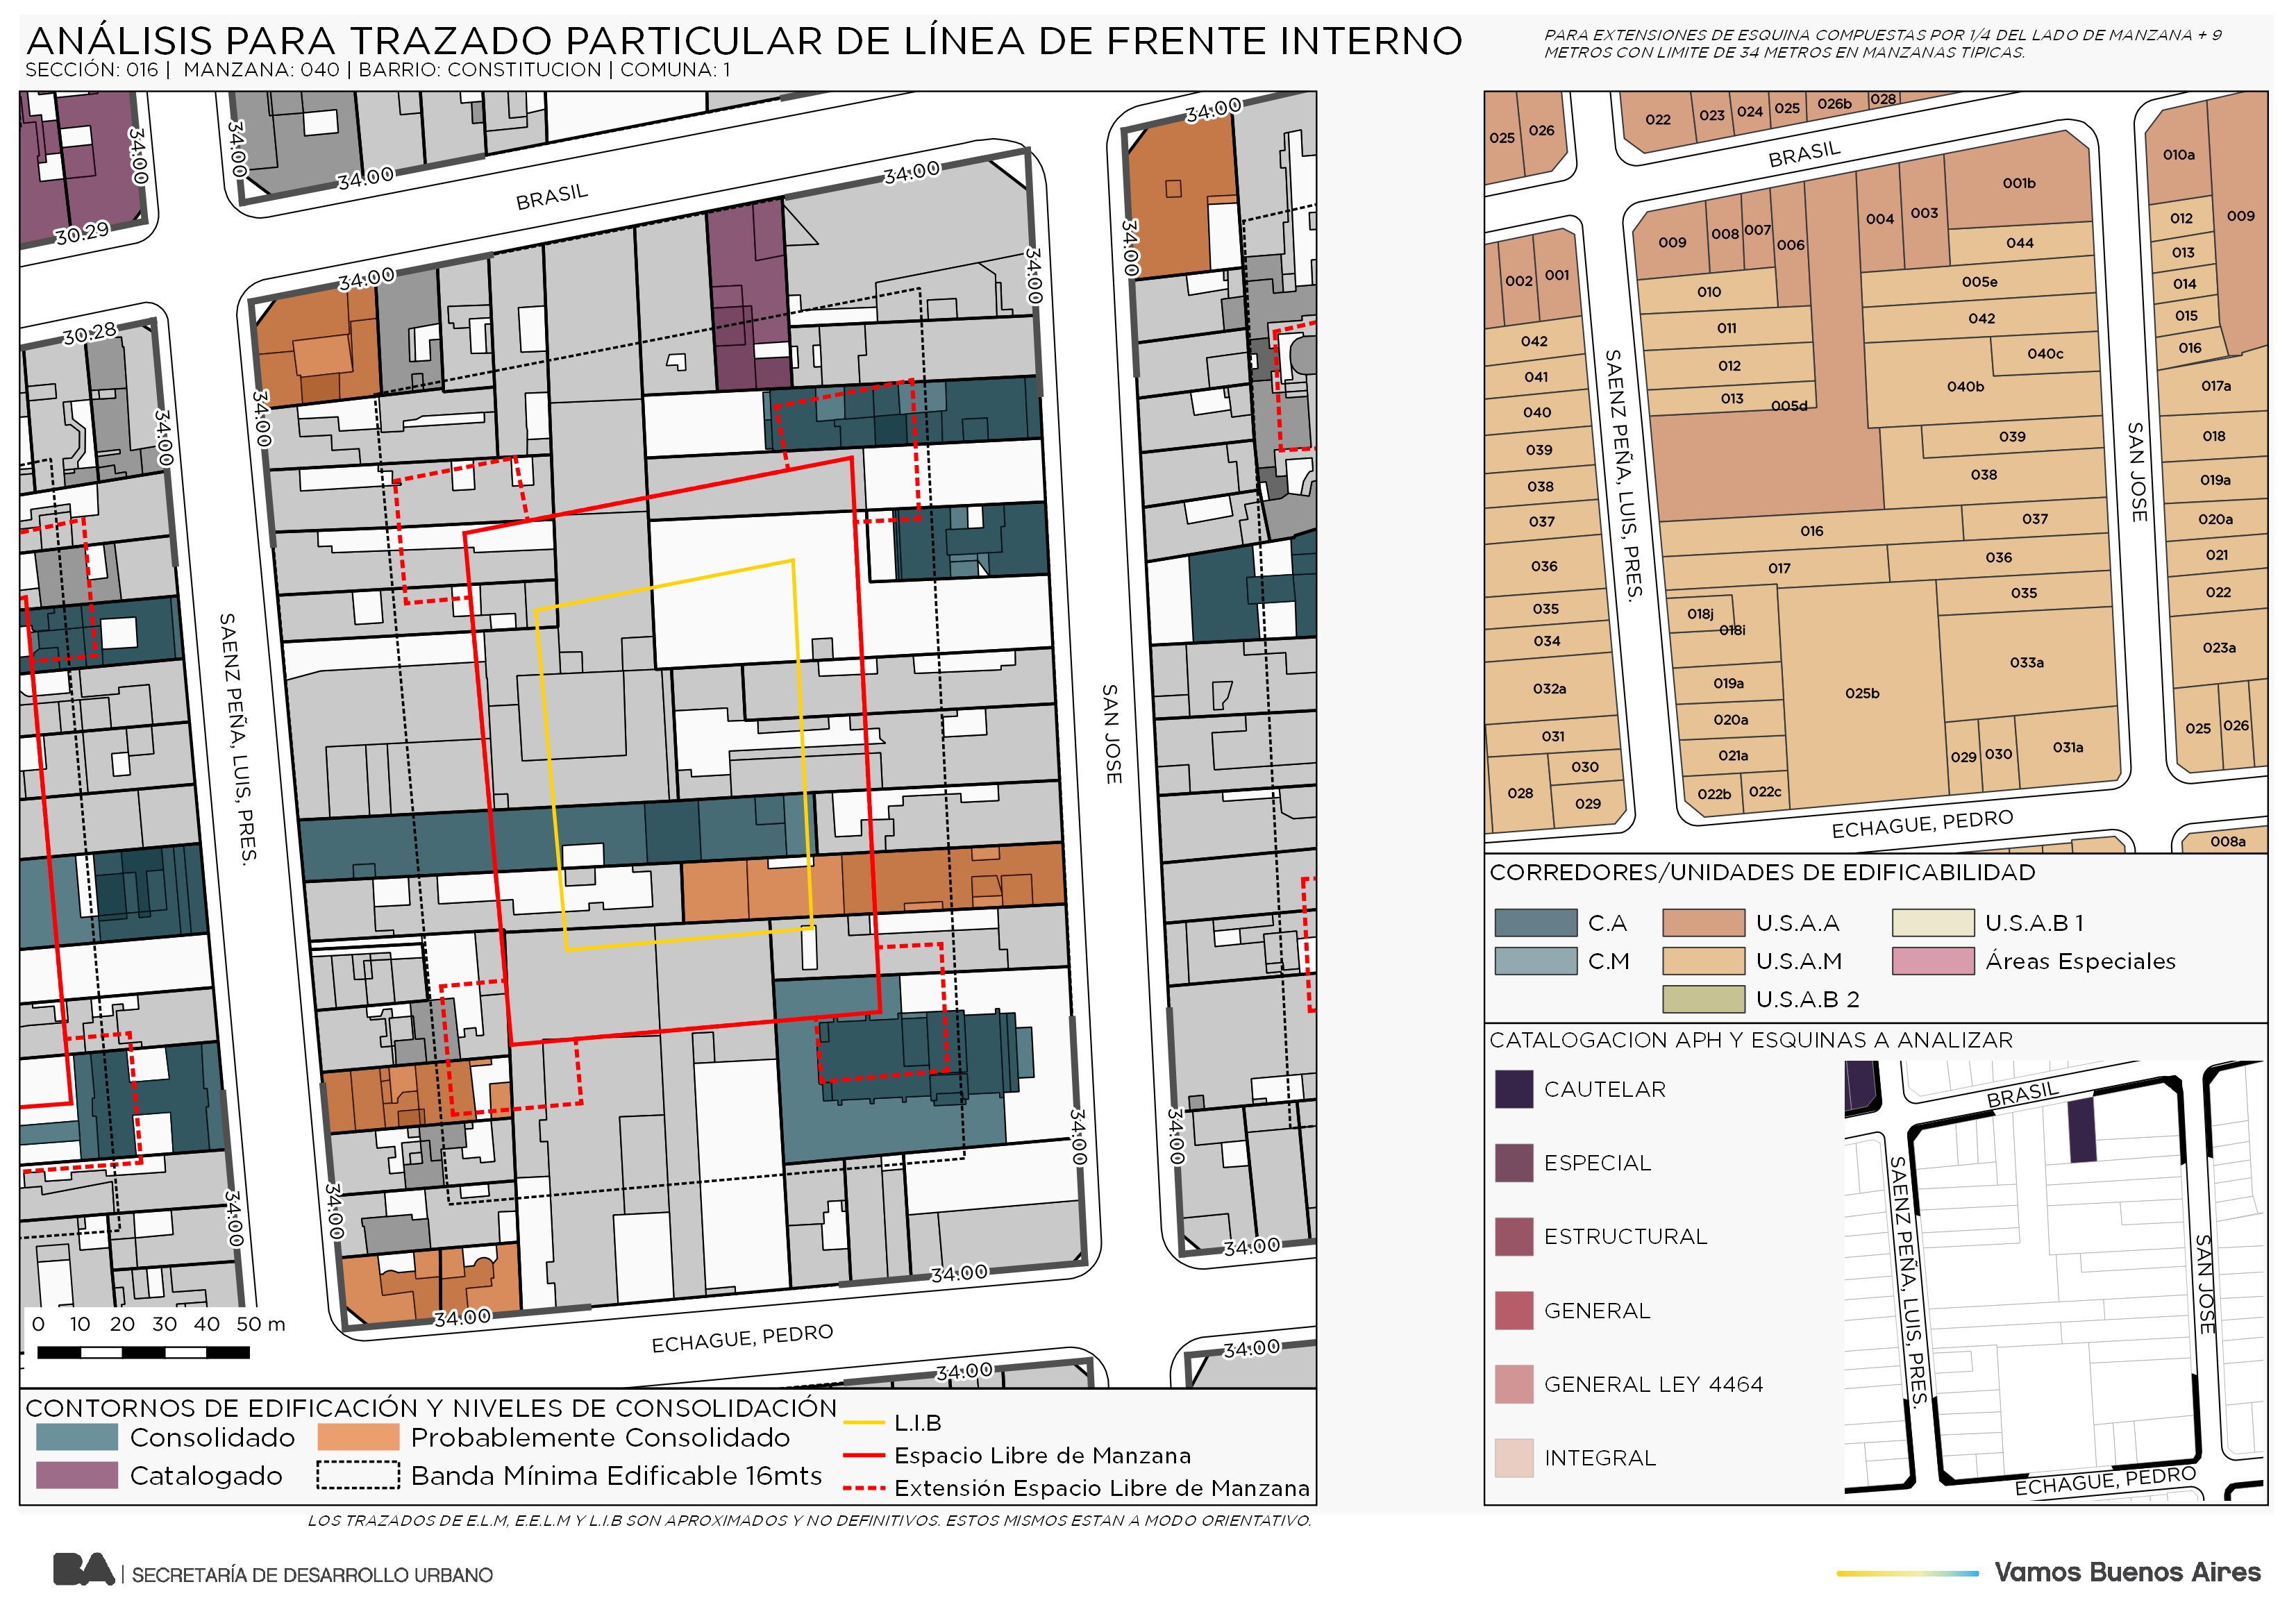 ANÁLISIS PARA TRAZADO PARTICULAR DE LÍNEA DE FRENTE INTERNO
SECCIÓN: 016 | MANZANA: 040 | BARRIO: CONSTITUCION | COMUNA: 1
PARA EXTENSIONES DE ESQUINA COMPUESTAS POR 1/4 DEL LADO DE MANZANA + 9
METROS CON LIMITE DE 34 METROS EN MANZANAS TIPICAS.
34.00
34.00
34.00
34.00
34.00
BRASIL
30.29
34.00
34.00
34.00
30.28
34.00
34.00
SAENZ PEÑA, LUIS, PRES.
SAN JOSE
34.00
34.00
34.00
34.00
34.00
34.00
34.00
ECHAGUE, PEDRO
34.00
34.00
0 10 20 30 40 50 m
CONTORNOS DE EDIFICACIÓN Y NIVELES DE CONSOLIDACIÓN
Consolidado
Probablemente Consolidado
Catalogado
Banda Mínima Edificable 16mts
L.I.B
Espacio Libre de Manzana
Extensión Espacio Libre de Manzana
LOS TRAZADOS DE E.L.M, E.E.L.M Y L.I.B SON APROXIMADOS Y NO DEFINITIVOS. ESTOS MISMOS ESTAN A MODO ORIENTATIVO.
025
026
022
023
024
025
026b
028
BRASIL
010a
009
012
013
014
015
016
017a
018
019a
020a
021
022
023a
025
026
001b
003
004
006
007
008
009
044
005e
010
042
011
040c
012
040b
013
005d
039
038
037
016
036
017
035
018j
018i
033a
019a
025b
020a
021a
029
030
031a
022b
022c
002
001
042
041
040
039
038
037
036
035
034
032a
031
030
028
029
SAENZ PEÑA, LUIS, PRES.
SAN JOSE
ECHAGUE, PEDRO
008a
CORREDORES/UNIDADES DE EDIFICABILIDAD
C.A
U.S.A.A
U.S.A.B 1
C.M
U.S.A.M
Áreas Especiales
U.S.A.B 2
CATALOGACION APH Y ESQUINAS A ANALIZAR
CAUTELAR
ESPECIAL
ESTRUCTURAL
GENERAL
GENERAL LEY 4464
INTEGRAL
BRASIL
SAENZ PEÑA, LUIS, PRES.
SAN JOSE
ECHAGUE, PEDRO
BA | SECRETARÍA DE DESARROLLO URBANO
Vamos Buenos Aires